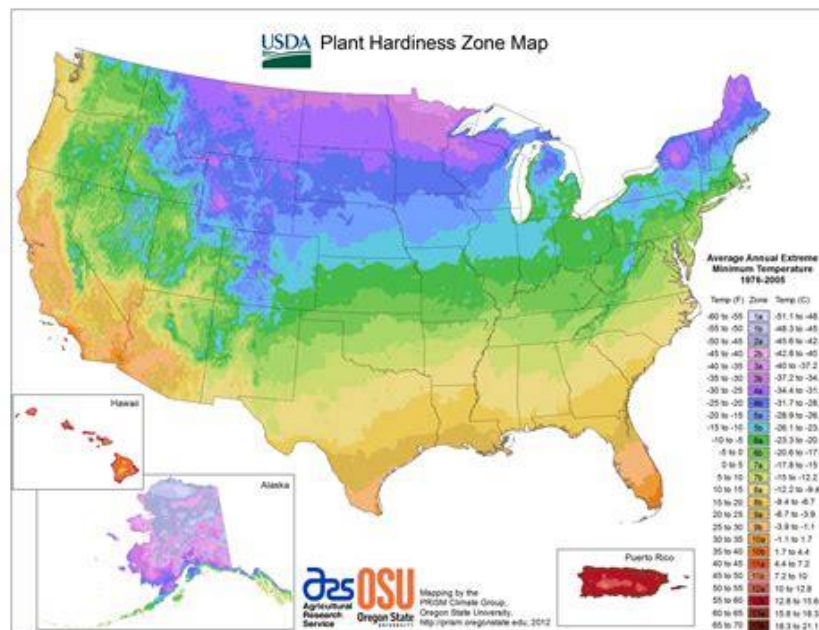 USDA Plant Hardiness Zone Map
Average Annual Extreme
Minimum Temperature
1976-2005
Temp (F) Zone Temp (C)
-60 to -55 1a -51.1 to -48.
-55 to -50 1b -48.3 to -45.
-50 to -45 2a -45.6 to -42.
-45 to -40 2b -42.8 to -40
-40 to -35 3a -40 to -37.2
-35 to -30 3b -37.2 to -34.
-30 to -25 4a -34.4 to -31.
-25 to -20 4b -31.7 to -28.
-20 to -15 5a -28.9 to -26.
-15 to -10 5b -26.1 to -23.
-10 to -5 6a -23.3 to -20.
-5 to 0 6b -20.6 to -17.
0 to 5 7a -17.8 to -15
5 to 10 7b -15 to -12.2
10 to 15 8a -12.2 to -9.4
15 to 20 8b -9.4 to -6.7
20 to 25 9a -6.7 to -3.9
25 to 30 9b -3.9 to -1.1
30 to 35 10a -1.1 to 1.7
35 to 40 10b 1.7 to 4.4
40 to 45 11a 4.4 to 7.2
45 to 50 11b 7.2 to 10
50 to 55 12a 10 to 12.8
55 to 60 12.8 to 15.6
60 to 65 15.6 to 18.3
65 to 70 18.3 to 21.1
Hawaii
Alaska
Puerto Rico
ars
Agricultural
Research
Service
OSU
Oregon State
Mapping by the
PRISM Climate Group,
Oregon State University,
http://prism.oregonstate.edu, 2012